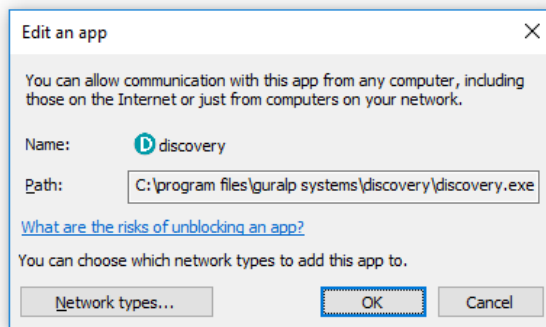 Edit an app
You can allow communication with this app from any computer, including
those on the Internet or just from computers on your network.
Name: D discovery
Path: C:\program files\guralp systems\discovery\discovery.exe
What are the risks of unblocking an app?
You can choose which network types to add this app to.
Network types... OK Cancel